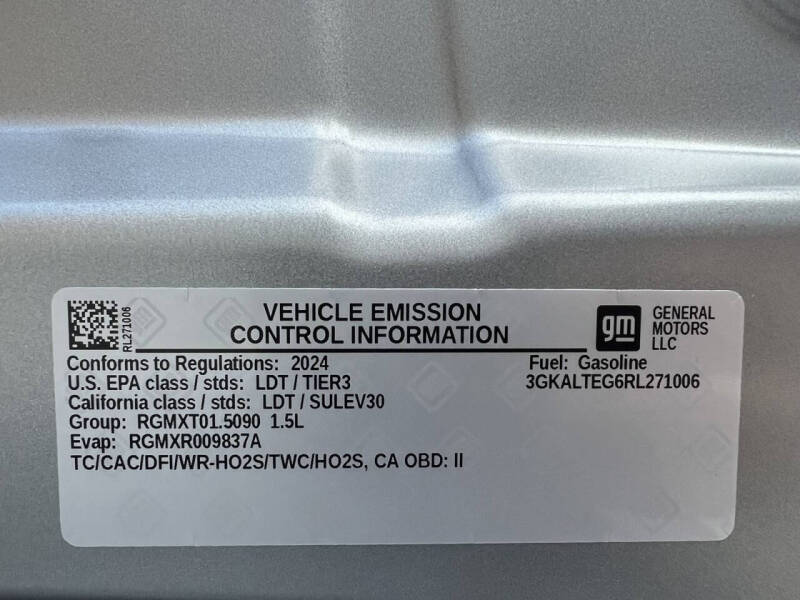 RL271006
VEHICLE EMISSION
CONTROL INFORMATION
gm
GENERAL
MOTORS
LLC
Conforms to Regulations: 2024
Fuel: Gasoline
U.S. EPA class / stds: LDT / TIER3
3GKALTEG6RL271006
California class / stds: LDT / SULEV30
Group: RGMXT01.5090 1.5L
Evap: RGMXR009837A
TC/CAC/DFI/WR-HO2S/TWC/HO2S, CA OBD: II